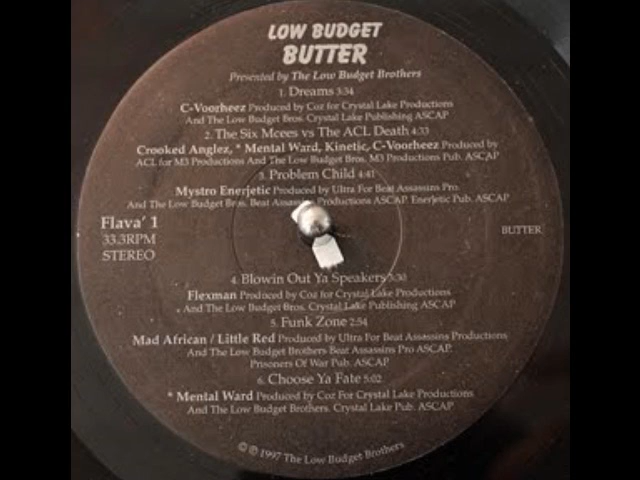 LOW BUDGET
BUTTER
Presented by The Low Budget Brothers
1. Dreams 3:34
C-Voorheez Produced by Coz for Crystal Lake Productions
And The Low Budget Bros. Crystal Lake Publishing ASCAP
2. The Six Mcees vs The ACL Death 4:33
Crooked Anglez, * Mental Ward, Kinetic, C-Voorheez Produced by
ACL for M3 Productions And The Low Budget Bros. M3 Productions Pub. ASCAP
3. Problem Child 4:41
Mystro Enerjetic Produced by Ultra For Beat Assassins Pro.
And The Low Budget Bros. Beat Assassins Productions ASCAP Enerjetic Pub. ASCAP
Flava' 1
33.3RPM
STEREO
BUTTER
4. Blowin Out Ya Speakers 3:30
Flexman Produced by Coz for Crystal Lake Productions
And The Low Budget Bros. Crystal Lake Publishing ASCAP
5. Funk Zone 2:54
Mad African / Little Red Produced by Ultra For Beat Assassins Productions
And The Low Budget Brothers Beat Assassins Pro ASCAP.
Prisoners Of War Pub. ASCAP
6. Choose Ya Fate 5:02
* Mental Ward Produced by Coz For Crystal Lake Productions
And The Low Budget Brothers. Crystal Lake Pub. ASCAP
© ℗ 1997 The Low Budget Brothers